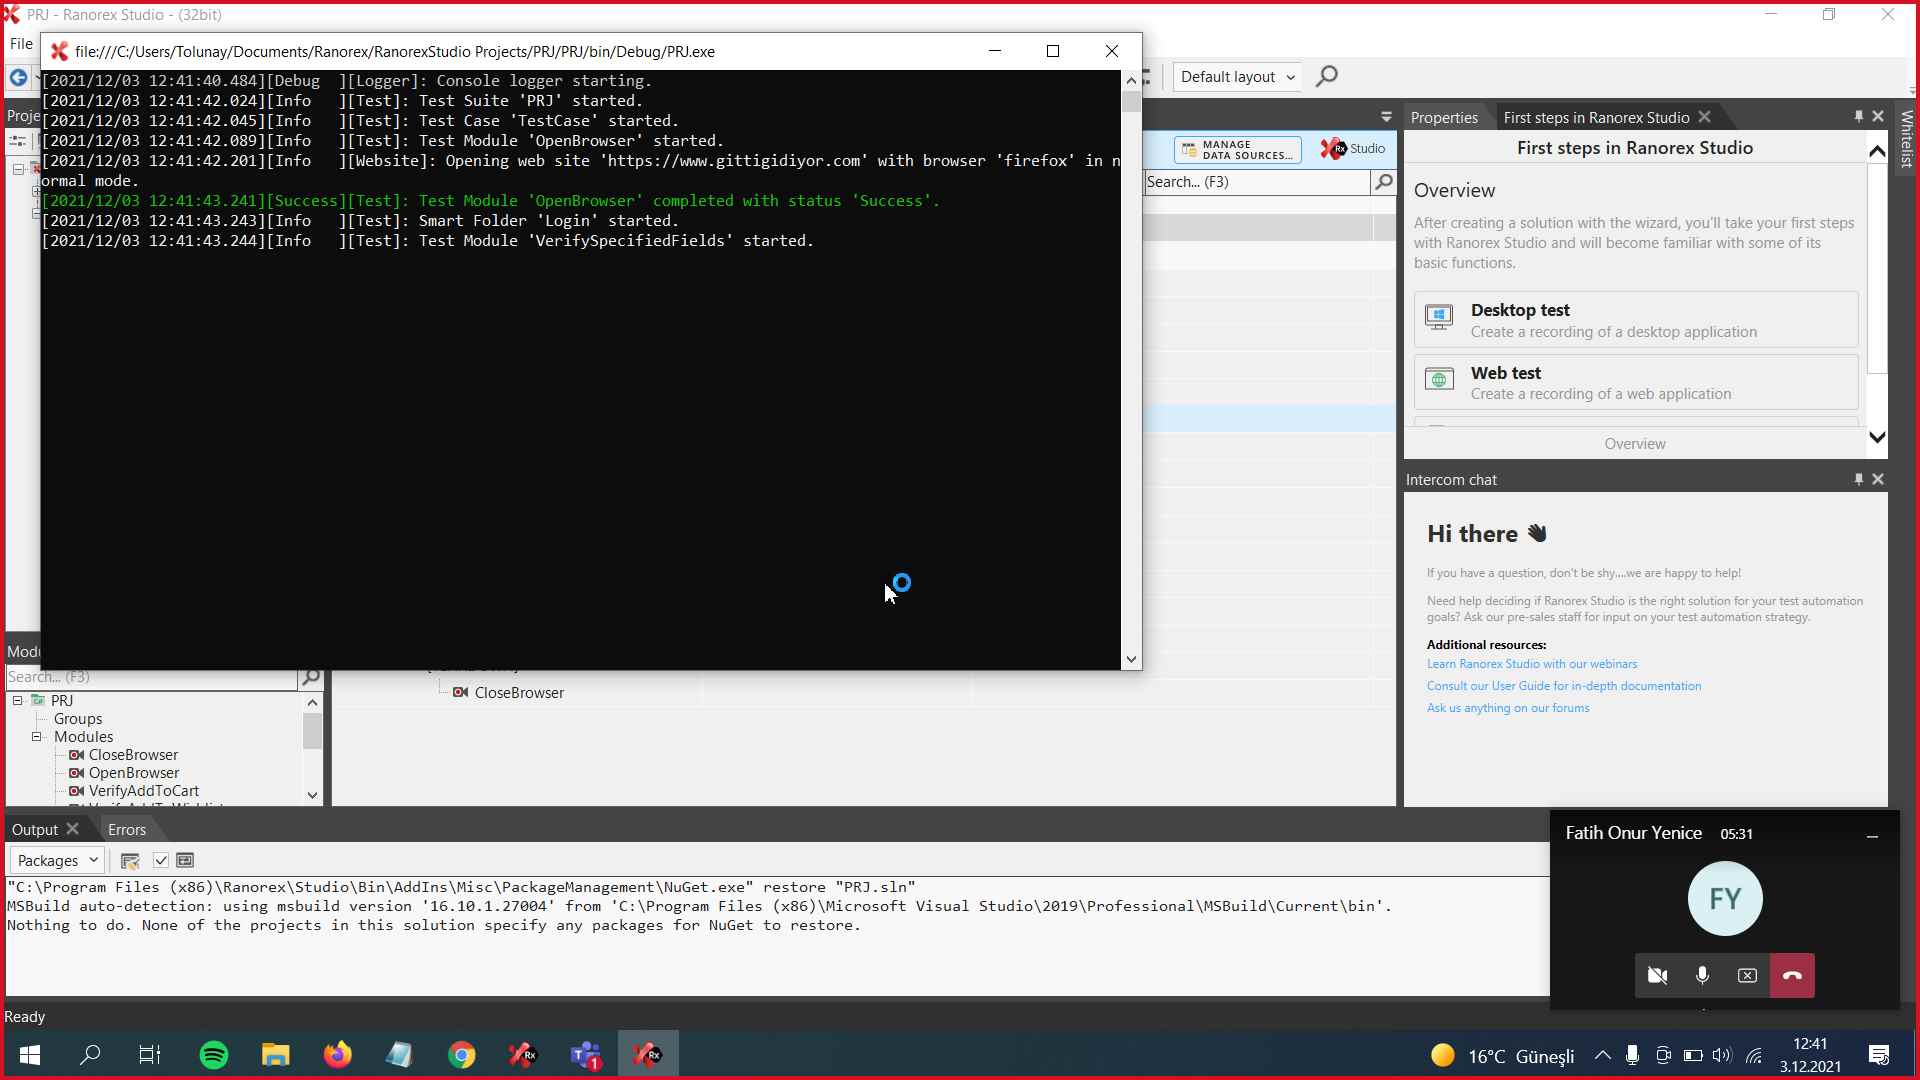 PRJ - Ranorex Studio - (32bit)
File
file:///C:/Users/Tolunay/Documents/Ranorex/RanorexStudio Projects/PRJ/PRJ/bin/Debug/PRJ.exe
[2021/12/03 12:41:40.484][Debug  ][Logger]: Console logger starting.
[2021/12/03 12:41:42.024][Info   ][Test]: Test Suite 'PRJ' started.
[2021/12/03 12:41:42.045][Info   ][Test]: Test Case 'TestCase' started.
[2021/12/03 12:41:42.089][Info   ][Test]: Test Module 'OpenBrowser' started.
[2021/12/03 12:41:42.201][Info   ][Website]: Opening web site 'https://www.gittigidiyor.com' with browser 'firefox' in n
ormal mode.
[2021/12/03 12:41:43.241][Success][Test]: Test Module 'OpenBrowser' completed with status 'Success'.
[2021/12/03 12:41:43.243][Info   ][Test]: Smart Folder 'Login' started.
[2021/12/03 12:41:43.244][Info   ][Test]: Test Module 'VerifySpecifiedFields' started.
Default layout
Proje
MANAGE
DATA SOURCES...
Rx Studio
Search... (F3)
Properties
First steps in Ranorex Studio
Whitelist
First steps in Ranorex Studio
Overview
After creating a solution with the wizard, you'll take your first steps
with Ranorex Studio and will become familiar with some of its
basic functions.
Desktop test
Create a recording of a desktop application
Web test
Create a recording of a web application
Overview
Intercom chat
Hi there
If you have a question, don't be shy....we are happy to help!
Need help deciding if Ranorex Studio is the right solution for your test automation
goals? Ask our pre-sales staff for input on your test automation strategy.
Additional resources:
Learn Ranorex Studio with our webinars
Consult our User Guide for in-depth documentation
Ask us anything on our forums
Modu
Search... (F3)
PRJ
Groups
Modules
CloseBrowser
OpenBrowser
VerifyAddToCart
CloseBrowser
Output
Errors
Packages
"C:\Program Files (x86)\Ranorex\Studio\Bin\AddIns\Misc\PackageManagement\NuGet.exe" restore "PRJ.sln"
MSBuild auto-detection: using msbuild version '16.10.1.27004' from 'C:\Program Files (x86)\Microsoft Visual Studio\2019\Professional\MSBuild\Current\bin'.
Nothing to do. None of the projects in this solution specify any packages for NuGet to restore.
Fatih Onur Yenice 05:31
FY
Ready
Rx
1
Rx
16°C Güneşli
12:41
3.12.2021